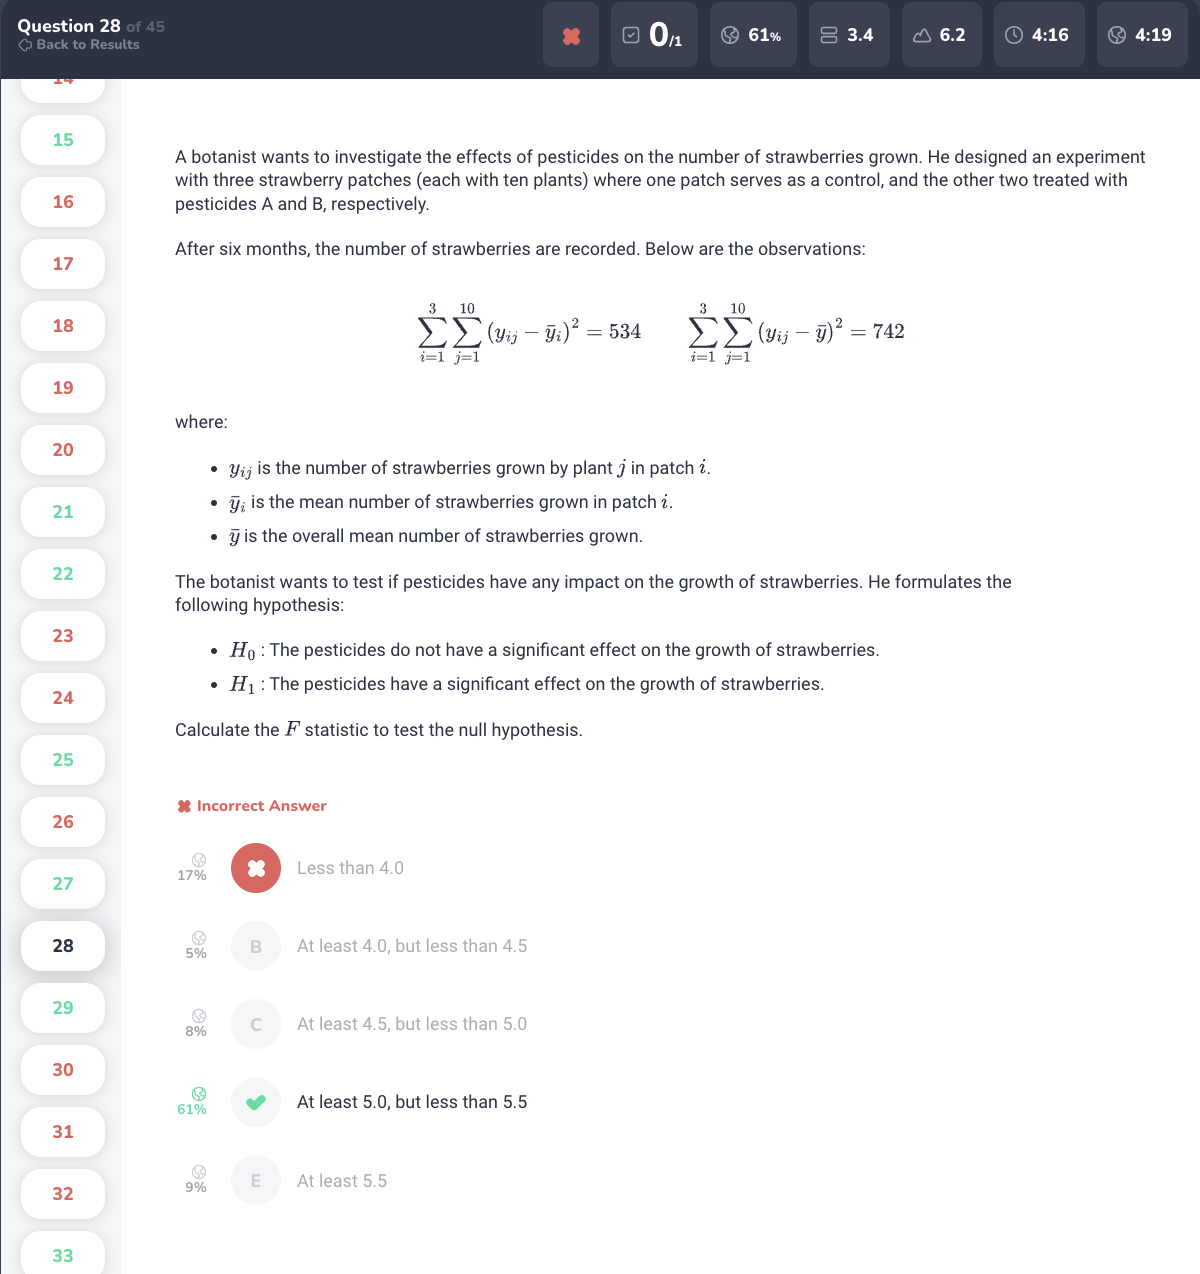 Question 28 of 45
Back to Results
0/1
61%
3.4
6.2
4:16
4:19
14
15
16
17
18
19
20
21
22
23
24
25
26
27
28
29
30
31
32
33
A botanist wants to investigate the effects of pesticides on the number of strawberries grown. He designed an experiment
with three strawberry patches (each with ten plants) where one patch serves as a control, and the other two treated with
pesticides A and B, respectively.
After six months, the number of strawberries are recorded. Below are the observations:
$\sum_{i=1}^{3}\sum_{j=1}^{10}(y_{ij}-\bar{y}_i)^2=534$  $\sum_{i=1}^{3}\sum_{j=1}^{10}(y_{ij}-\bar{y})^2=742$
where:
• $y_{ij}$ is the number of strawberries grown by plant $j$ in patch $i$.
• $\bar{y}_i$ is the mean number of strawberries grown in patch $i$.
• $\bar{y}$ is the overall mean number of strawberries grown.
The botanist wants to test if pesticides have any impact on the growth of strawberries. He formulates the
following hypothesis:
• $H_0$ : The pesticides do not have a significant effect on the growth of strawberries.
• $H_1$ : The pesticides have a significant effect on the growth of strawberries.
Calculate the $F$ statistic to test the null hypothesis.
Incorrect Answer
17% Less than 4.0
5% B At least 4.0, but less than 4.5
8% C At least 4.5, but less than 5.0
61% At least 5.0, but less than 5.5
9% E At least 5.5